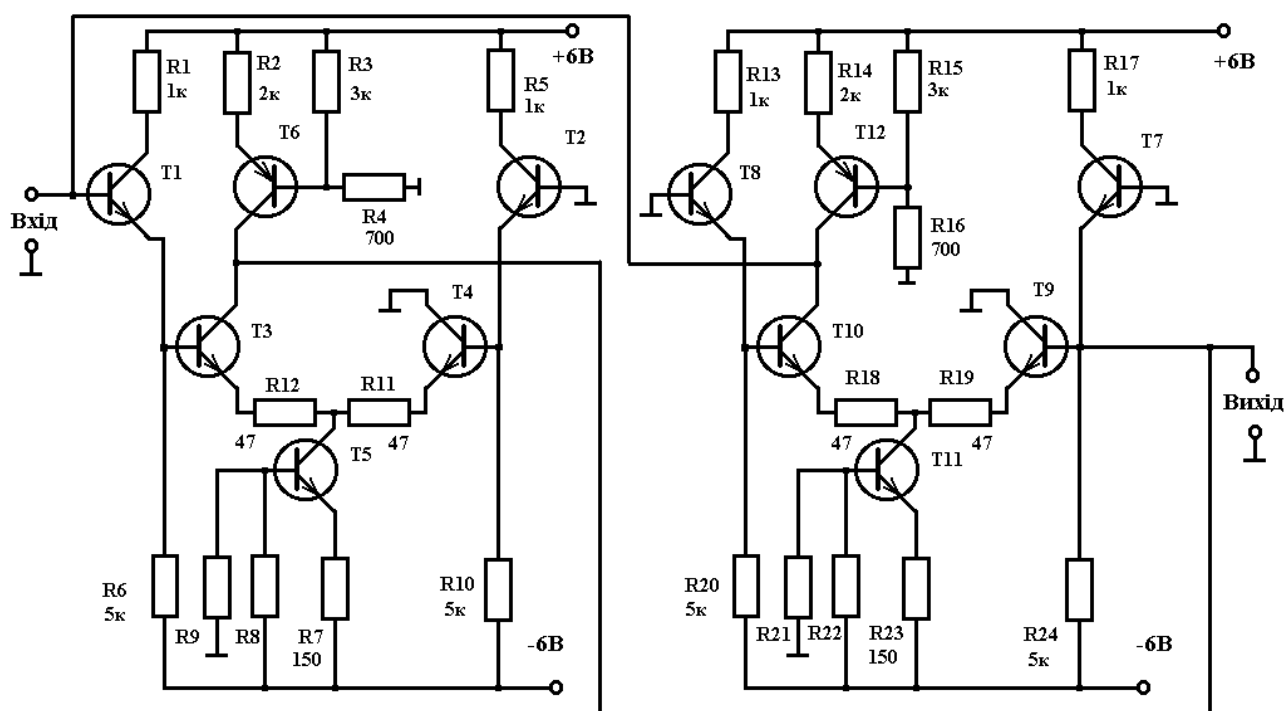 R1
1к
R2
2к
R3
3к
+6В
R5
1к
T6
T2
T1
Вхід
R4
700
T3
T4
R12
R11
47
47
T5
R6
5к
R9
R8
R7
150
R10
5к
-6В
R13
1к
R14
2к
R15
3к
R17
1к
+6В
T12
T7
T8
R16
700
T10
T9
R18
R19
47
47
T11
Вихід
R20
5к
R21
R22
R23
150
R24
5к
-6В